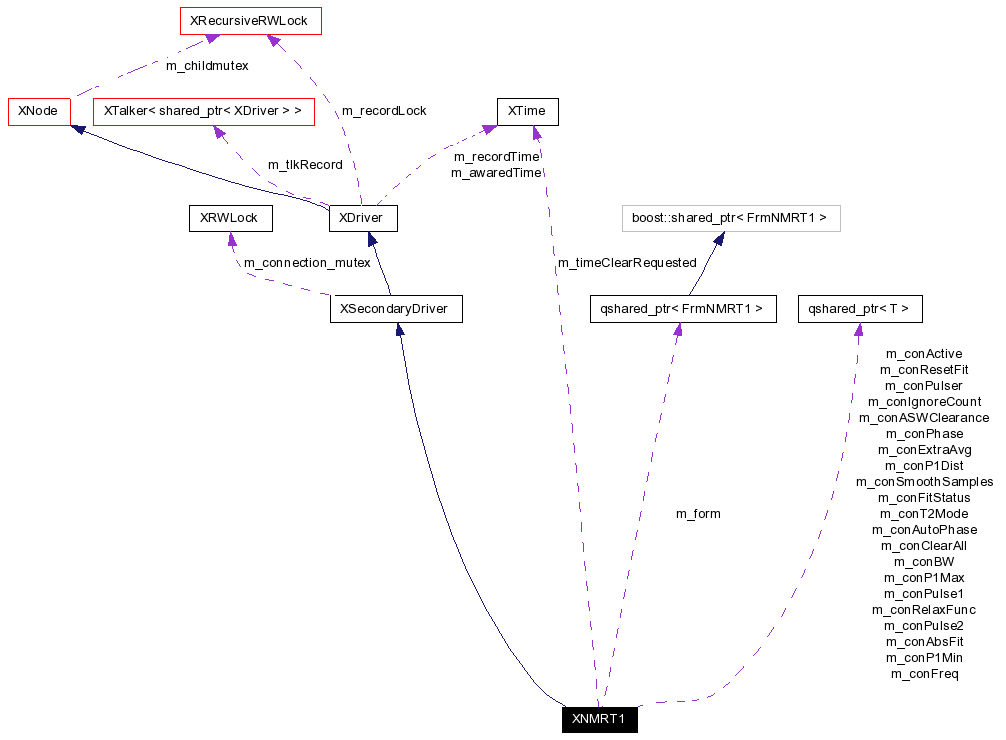 XRecursiveRWLock
m_childmutex
XNode
XTalker< shared_ptr< XDriver > >
m_recordLock
XTime
m_tlkRecord
m_recordTime
m_awaredTime
XRWLock
XDriver
boost::shared_ptr< FrmNMRT1 >
m_connection_mutex
m_timeClearRequested
XSecondaryDriver
qshared_ptr< FrmNMRT1 >
qshared_ptr< T >
m_conActive
m_conResetFit
m_conPulser
m_conIgnoreCount
m_conASWClearance
m_conPhase
m_conExtraAvg
m_conP1Dist
m_conSmoothSamples
m_conFitStatus
m_form
m_conT2Mode
m_conAutoPhase
m_conClearAll
m_conBW
m_conP1Max
m_conPulse1
m_conRelaxFunc
m_conPulse2
m_conAbsFit
m_conP1Min
m_conFreq
XNMRT1